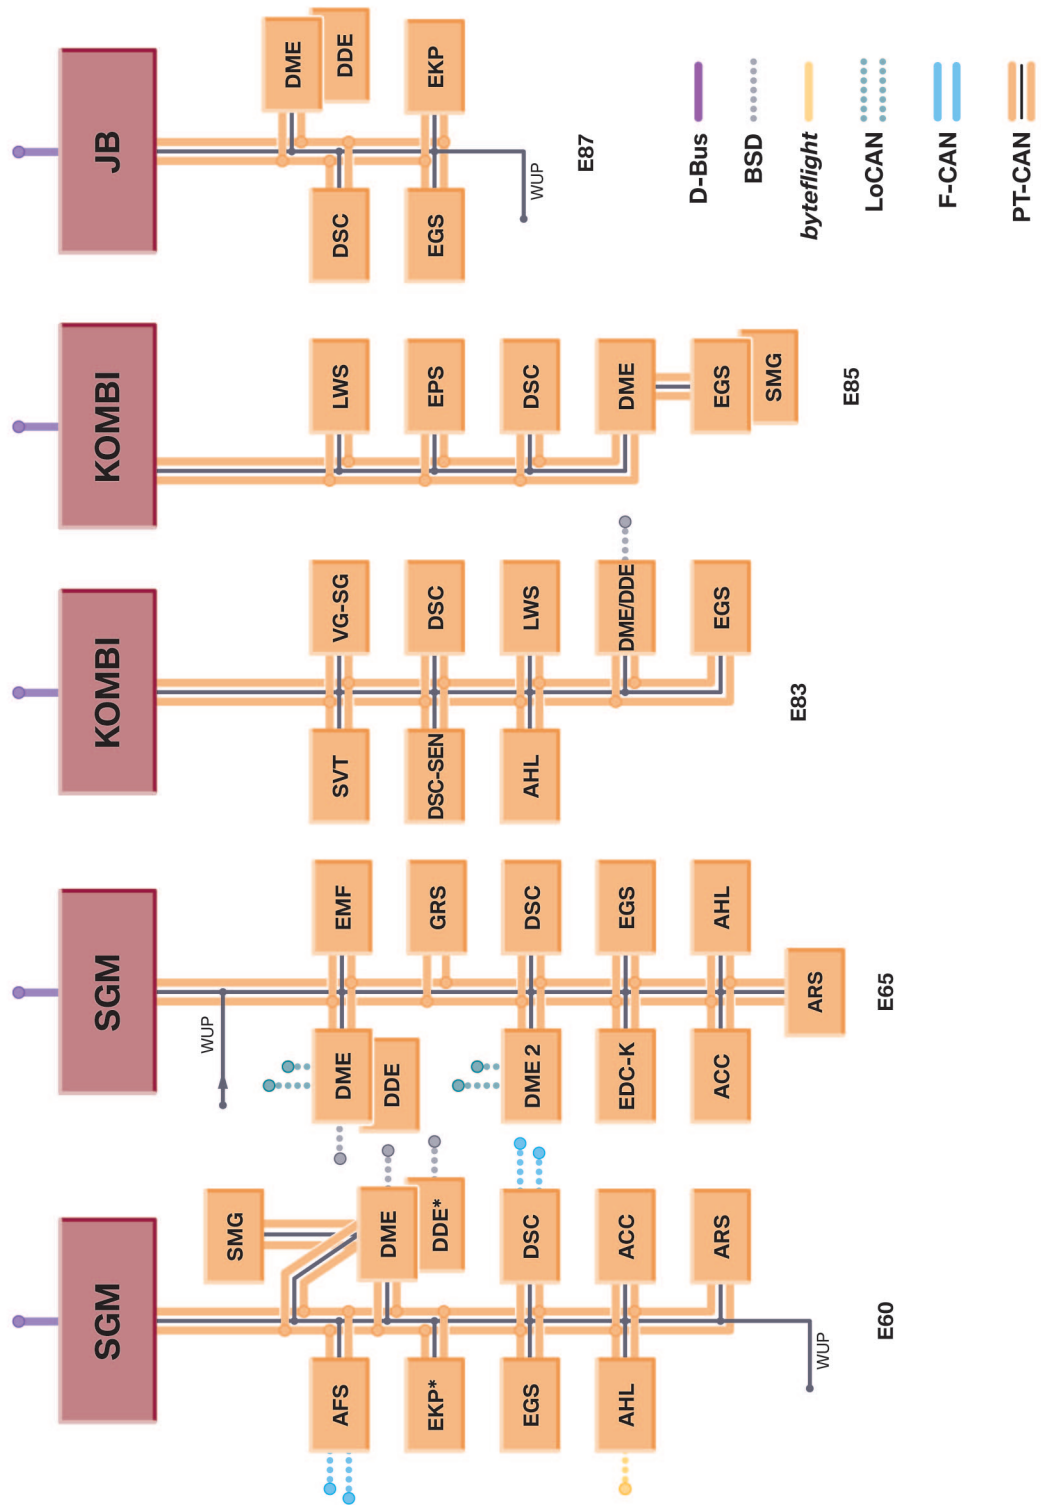 SGM
SMG
DME
DDE*
AFS
EKP*
EGS
DSC
AHL
ACC
ARS
WUP
E60
SGM
WUP
DME
DDE
EMF
GRS
DME 2
DSC
EDC-K
EGS
ACC
AHL
ARS
E65
KOMBI
SVT
VG-SG
DSC-SEN
DSC
AHL
LWS
DME/DDE
EGS
E83
KOMBI
LWS
EPS
DSC
DME
EGS
SMG
E85
JB
DME
DDE
DSC
EKP
EGS
WUP
E87
D-Bus
BSD
byteflight
LoCAN
F-CAN
PT-CAN